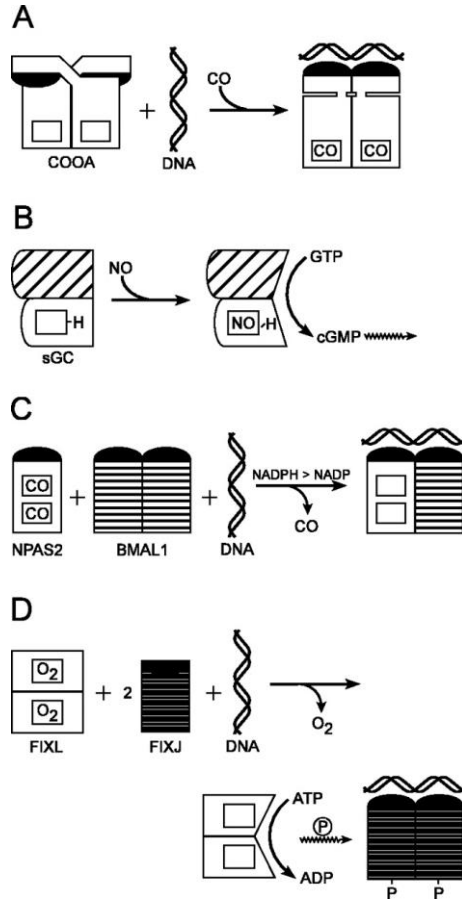 A
CO
+
COOA
DNA
CO CO
B
NO
GTP
H
NO H
sGC
cGMP
C
NADPH > NADP
CO
CO
+
+
CO
NPAS2
BMAL1
DNA
D
O2
+ 2
+
O2
O2
FIXL
FIXJ
DNA
ATP
P
ADP
P P